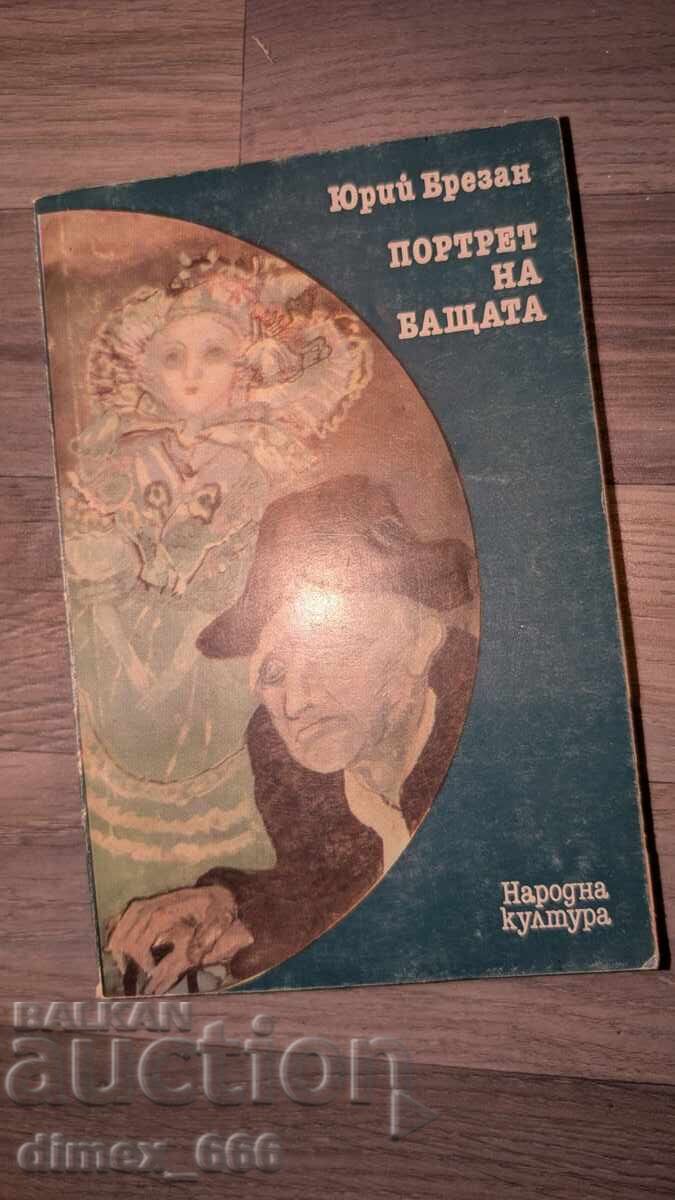 Юрий Брезан
ПОРТРЕТ
НА
БАЩАТА
Народна
култура
BALKAN
auction
dimex_666